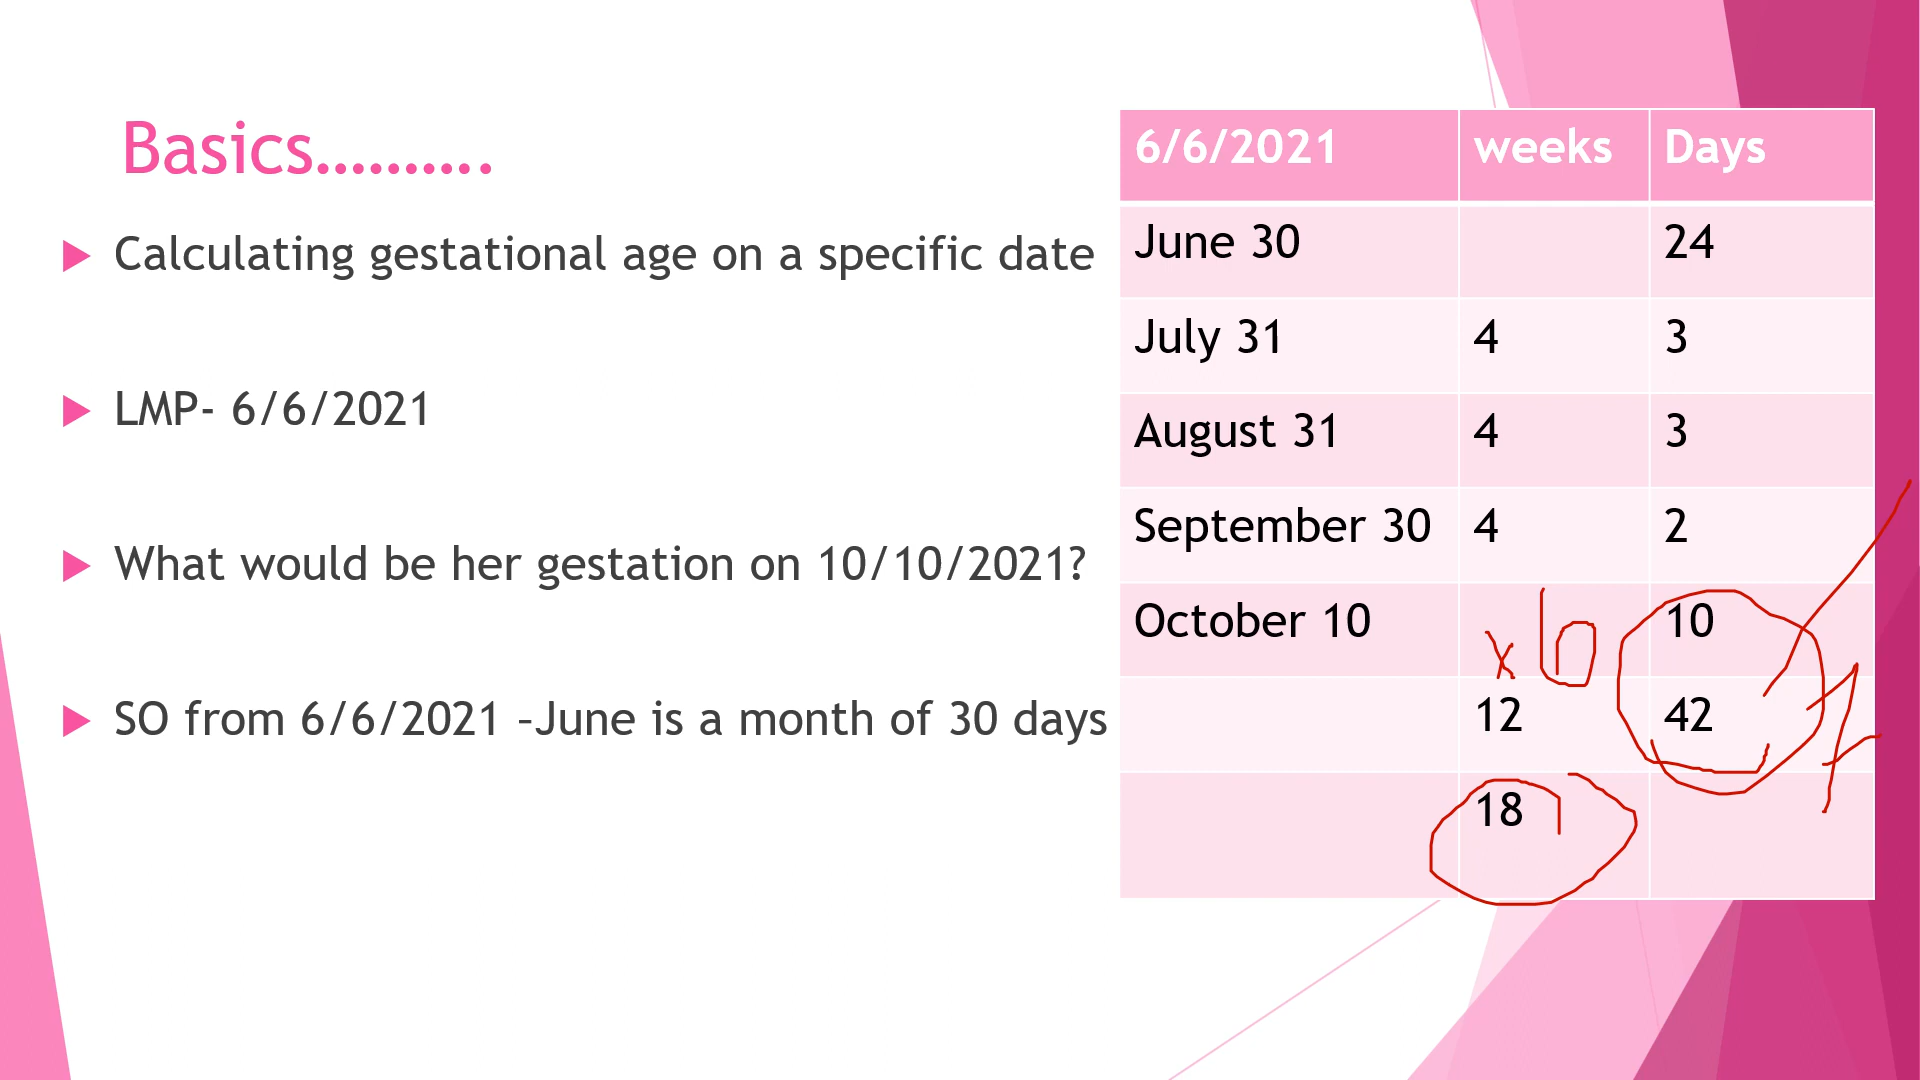 Basics..........
Calculating gestational age on a specific date
LMP- 6/6/2021
What would be her gestation on 10/10/2021?
SO from 6/6/2021 –June is a month of 30 days
6/6/2021 weeks Days
June 30 24
July 31 4 3
August 31 4 3
September 30 4 2
October 10 10
x 6
12 42
18
/ 7